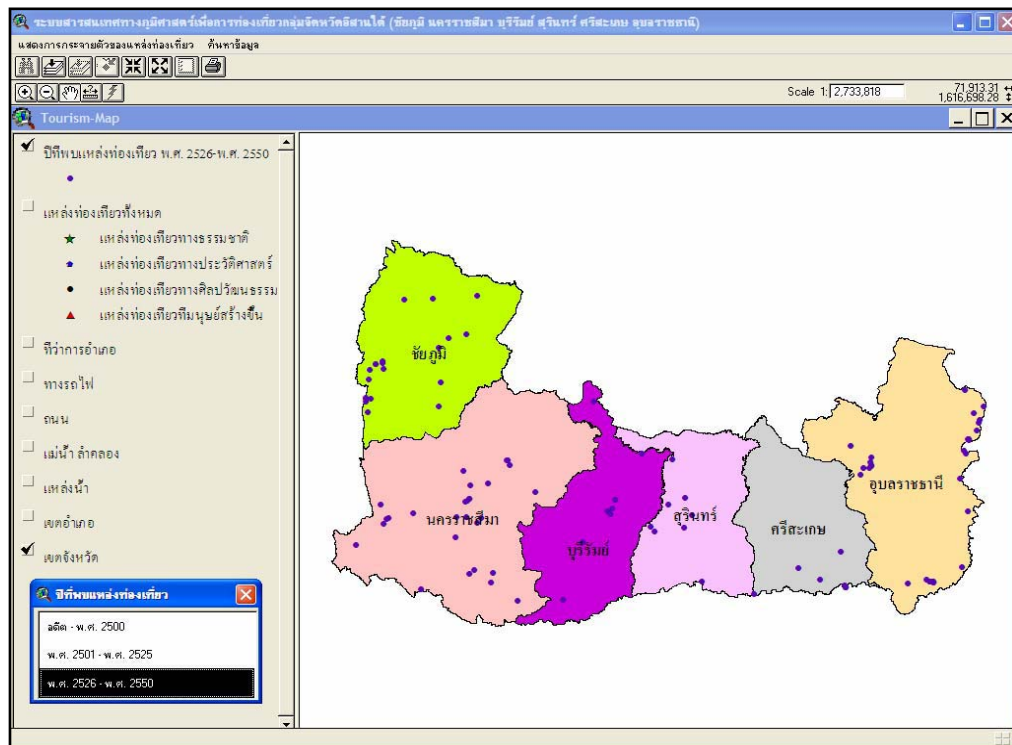 ระบบสารสนเทศทางภูมิศาสตร์เพื่อการท่องเที่ยวกลุ่มจังหวัดอีสานใต้ (ชัยภูมิ นครราชสีมา บุรีรัมย์ สุรินทร์ ศรีสะเกษ อุบลราชธานี)
แสดงการกระจายตัวของแหล่งท่องเที่ยว ค้นหาข้อมูล
Scale 1: 2,733,818
71,913.31
1,616,698.28
Tourism-Map
ปีที่พบแหล่งท่องเที่ยว พ.ศ. 2526-พ.ศ. 2550
แหล่งท่องเที่ยวทั้งหมด
แหล่งท่องเที่ยวทางธรรมชาติ
แหล่งท่องเที่ยวทางประวัติศาสตร์
แหล่งท่องเที่ยวทางศิลปวัฒนธรรม
แหล่งท่องเที่ยวที่มนุษย์สร้างขึ้น
ที่ว่าการอำเภอ
ทางรถไฟ
ถนน
แม่น้ำ ลำคลอง
แหล่งน้ำ
เขตอำเภอ
เขตจังหวัด
ปีที่พบแหล่งท่องเที่ยว
อดีต - พ.ศ. 2500
พ.ศ. 2501 - พ.ศ. 2525
พ.ศ. 2526 - พ.ศ. 2550
ชัยภูมิ
นครราชสีมา
บุรีรัมย์
สุรินทร์
ศรีสะเกษ
อุบลราชธานี